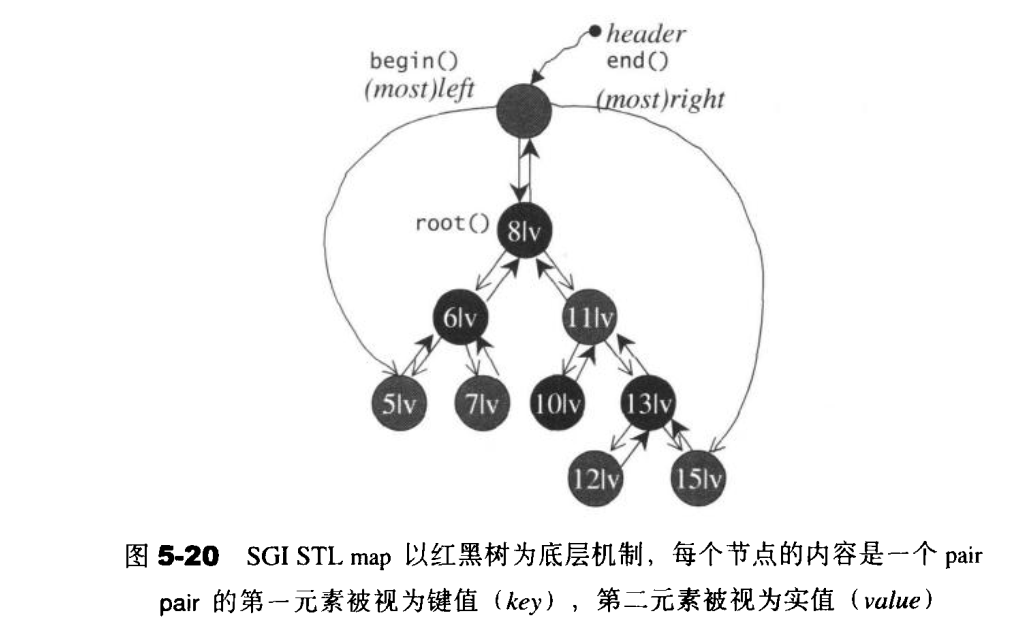 header
begin()
end()
(most)left
(most)right
root()
8|v
6|v
11|v
5|v
7|v
10|v
13|v
12|v
15|v
图 5-20 SGI STL map 以红黑树为底层机制，每个节点的内容是一个 pair
pair 的第一元素被视为键值（key），第二元素被视为实值（value）